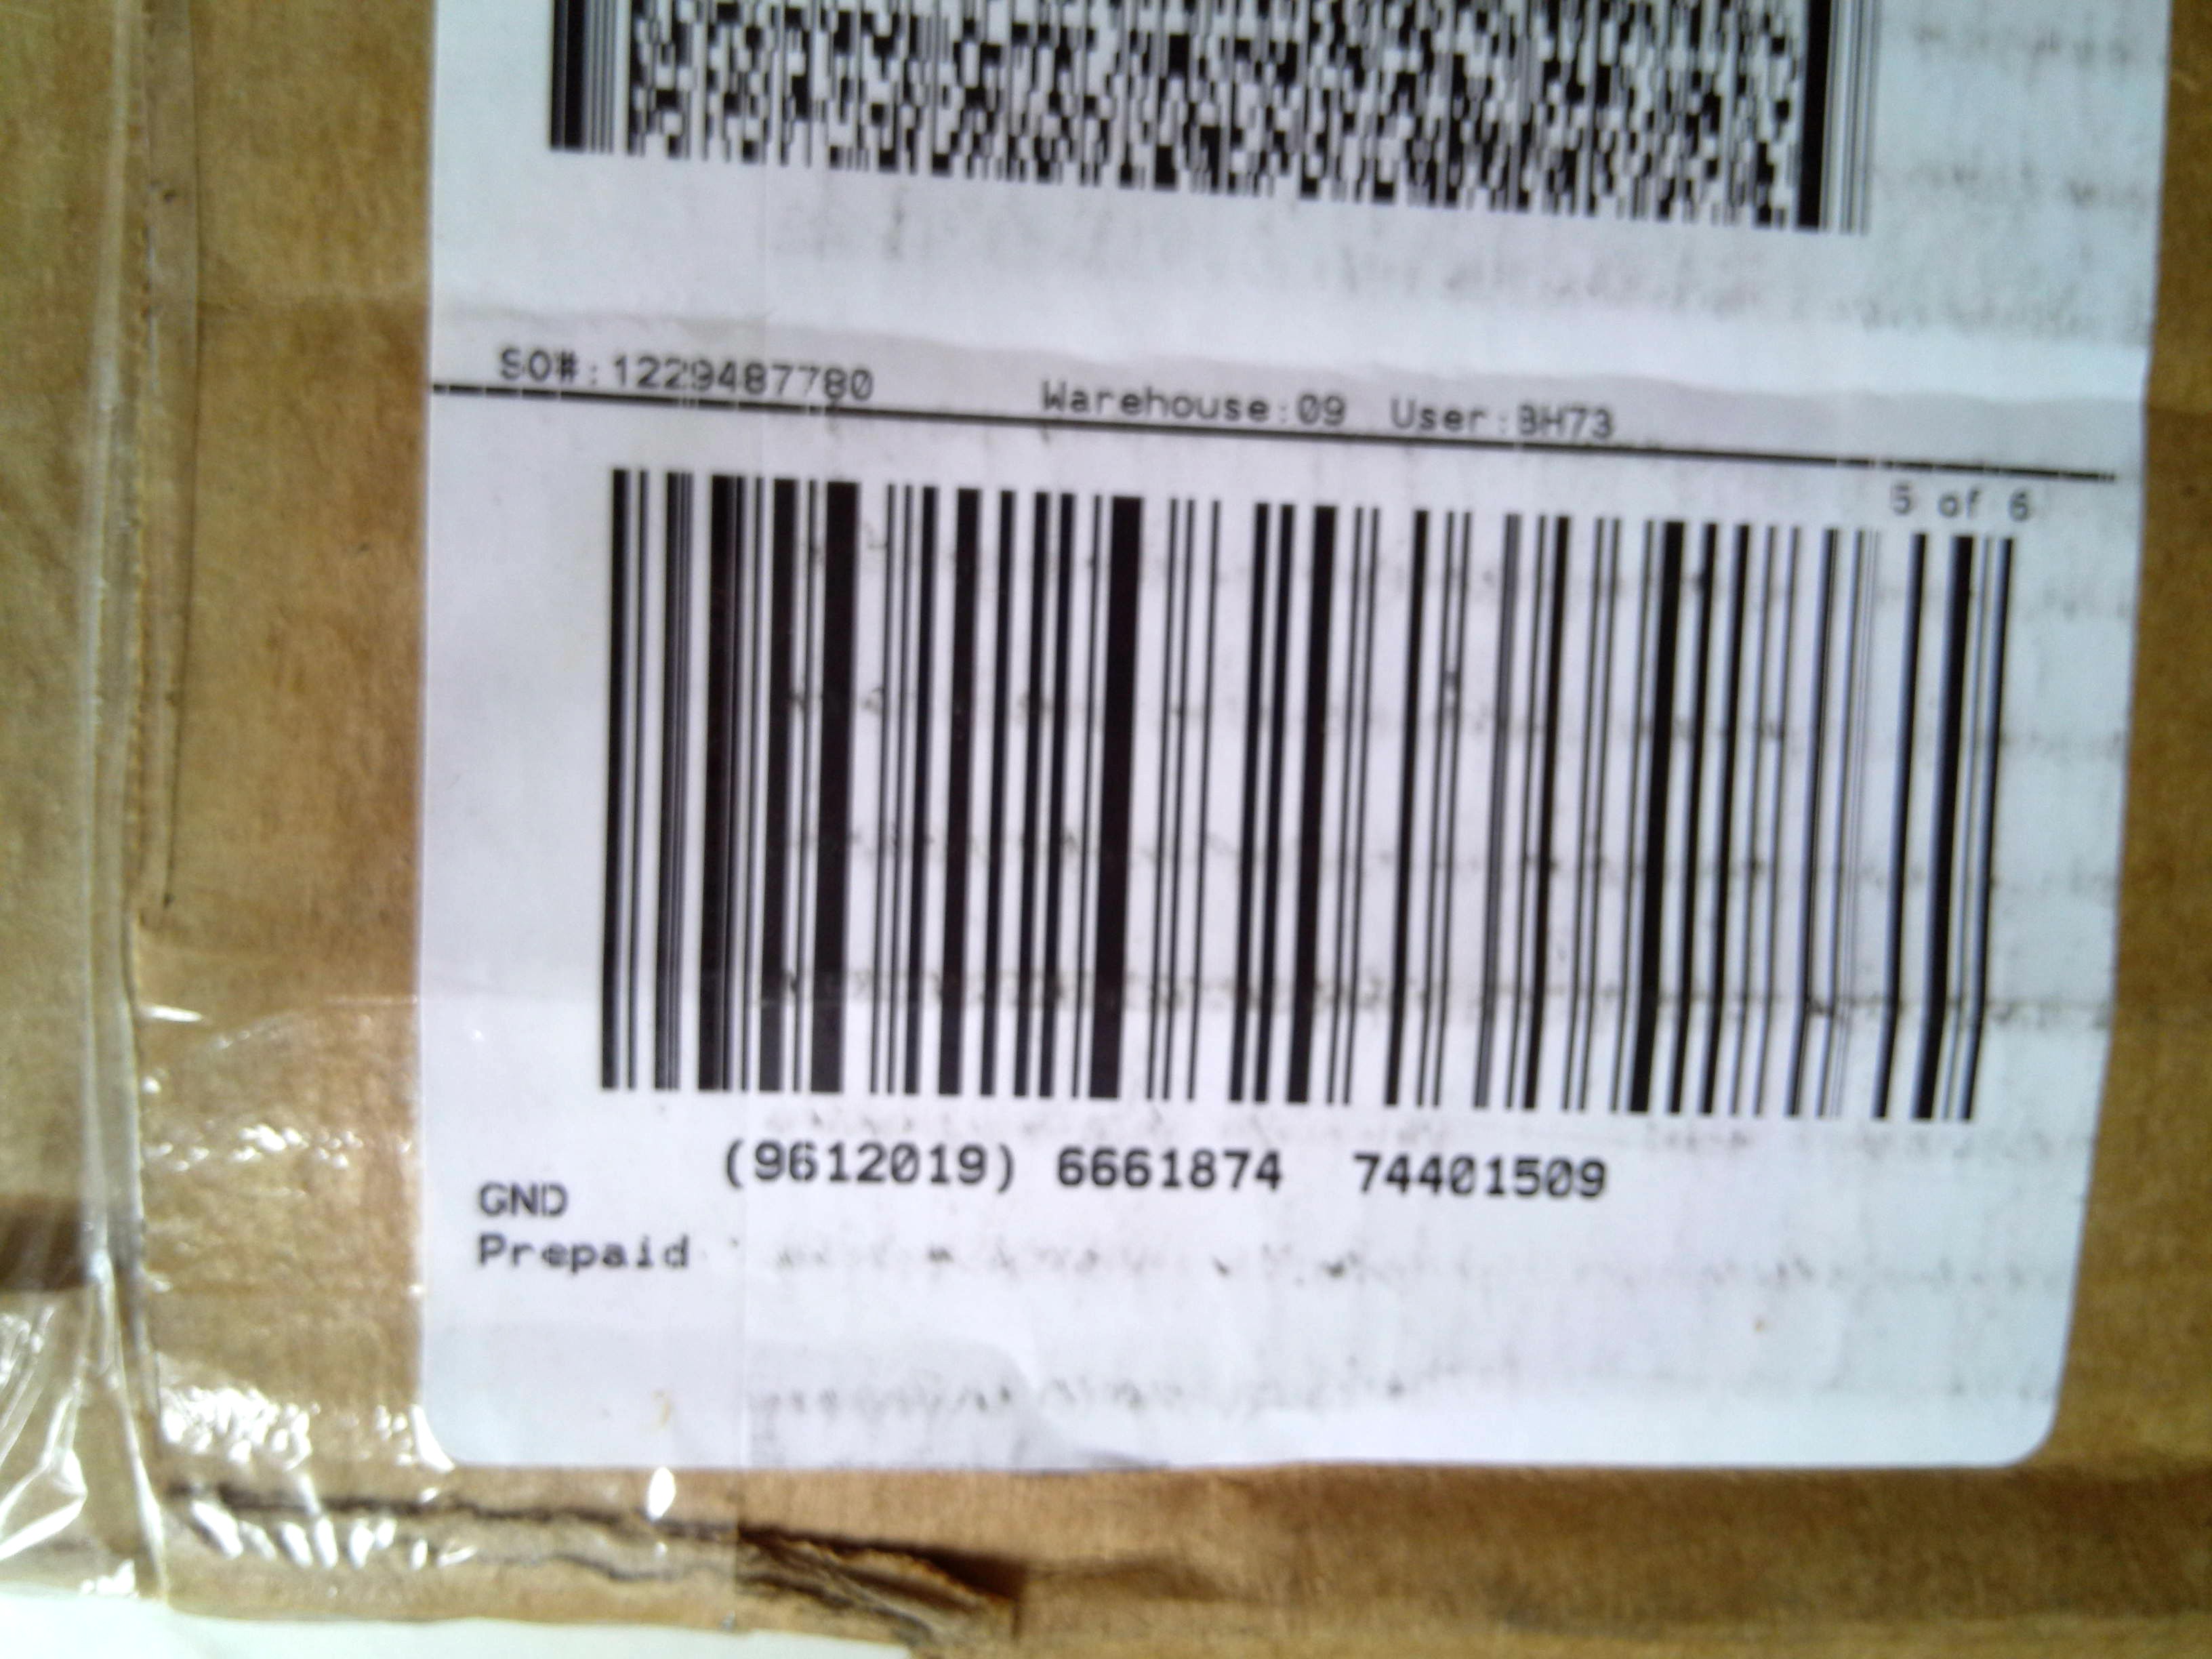 SO#:1229487780 Warehouse:09 User:BH73
5 of 6
(9612019) 6661874 74401509
GND
Prepaid